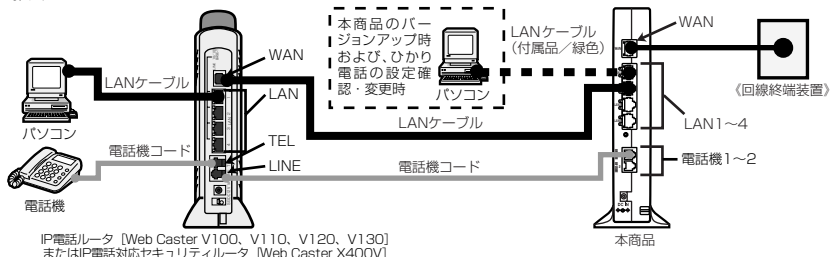 本商品のバー
ジョンアップ時
および、ひかり
電話の設定確
認・変更時
パソコン
LANケーブル
(付属品／緑色)
WAN
WAN
LANケーブル
LAN
《回線終端装置》
パソコン
LANケーブル
LAN1〜4
TEL
LINE
電話機コード
電話機コード
電話機1〜2
電話機
本商品
IP電話ルータ [Web Caster V100、V110、V120、V130]
またはIP電話対応セキュリティルータ [Web Caster X400V]